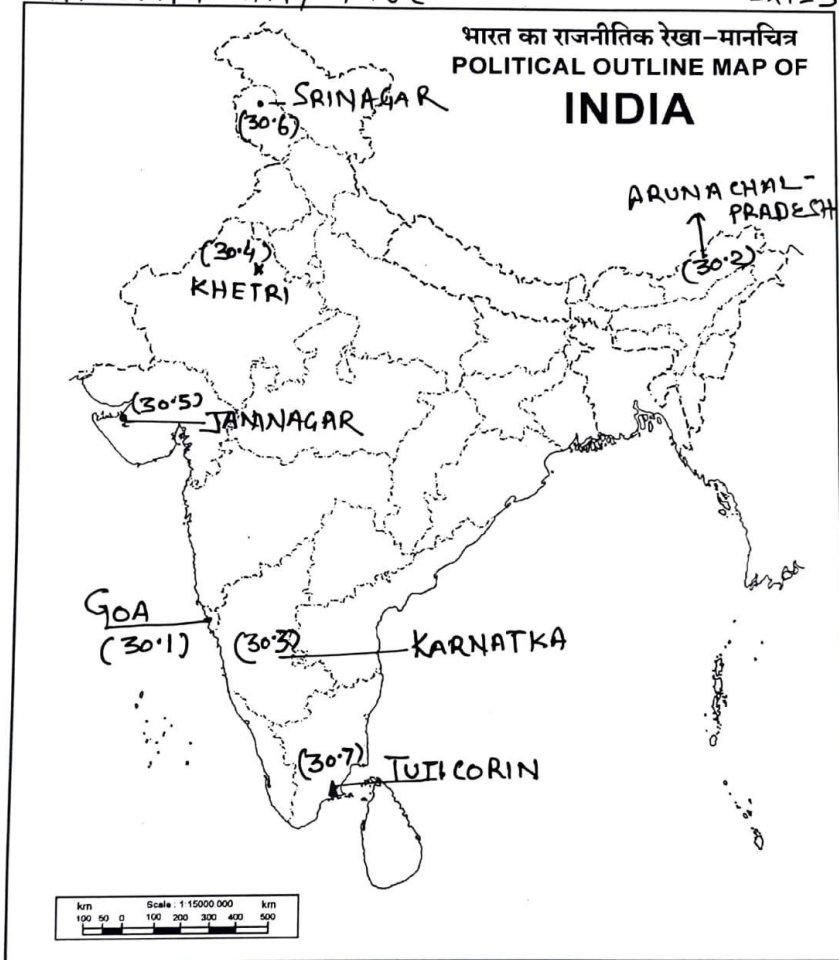 भारत का राजनीतिक रेखा-मानचित्र
POLITICAL OUTLINE MAP OF
INDIA
SRINAGAR
(30.6)
ARUNACHAL-
PRADESH
(30.2)
(30.4)
KHETRI
(30.5)
JAMNAGAR
GOA
(30.1)
(30.3)
KARNATKA
(30.7)
TUTICORIN
km Scale : 1:15000 000 km
100 50 0 100 200 300 400 500